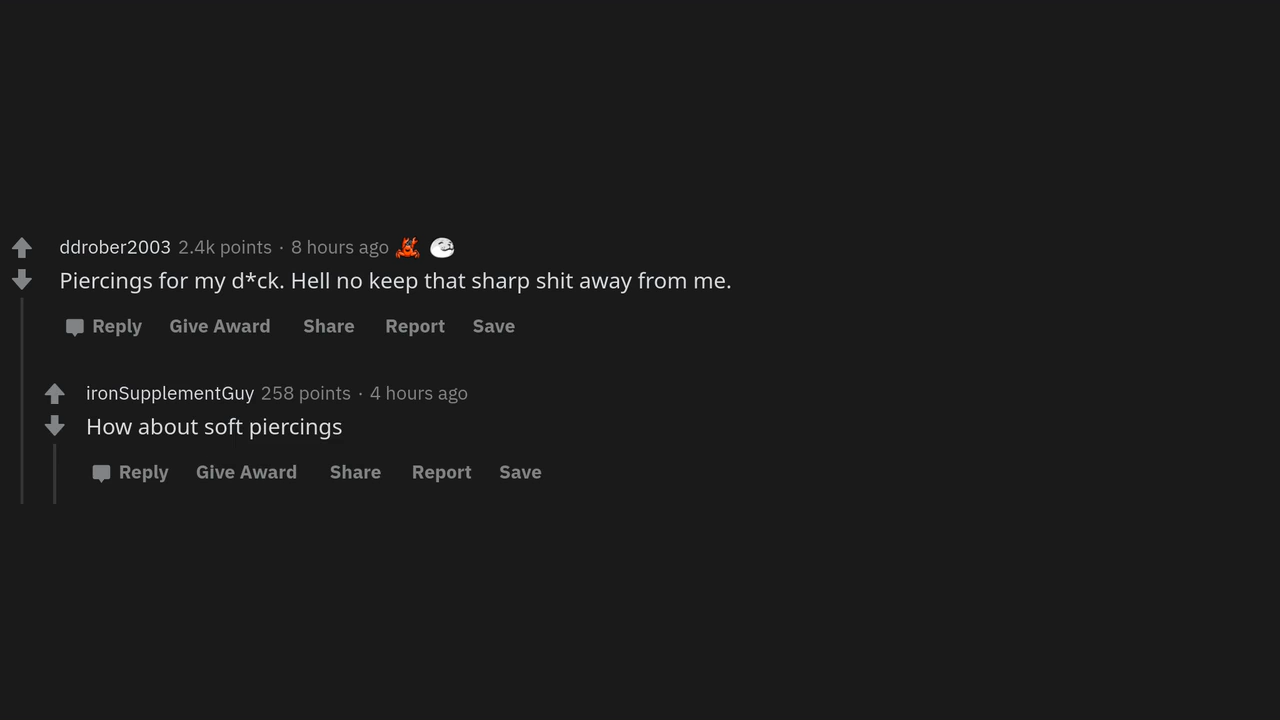 ddrober2003 2.4k points · 8 hours ago
Piercings for my d*ck. Hell no keep that sharp shit away from me.
Reply Give Award Share Report Save
ironSupplementGuy 258 points · 4 hours ago
How about soft piercings
Reply Give Award Share Report Save